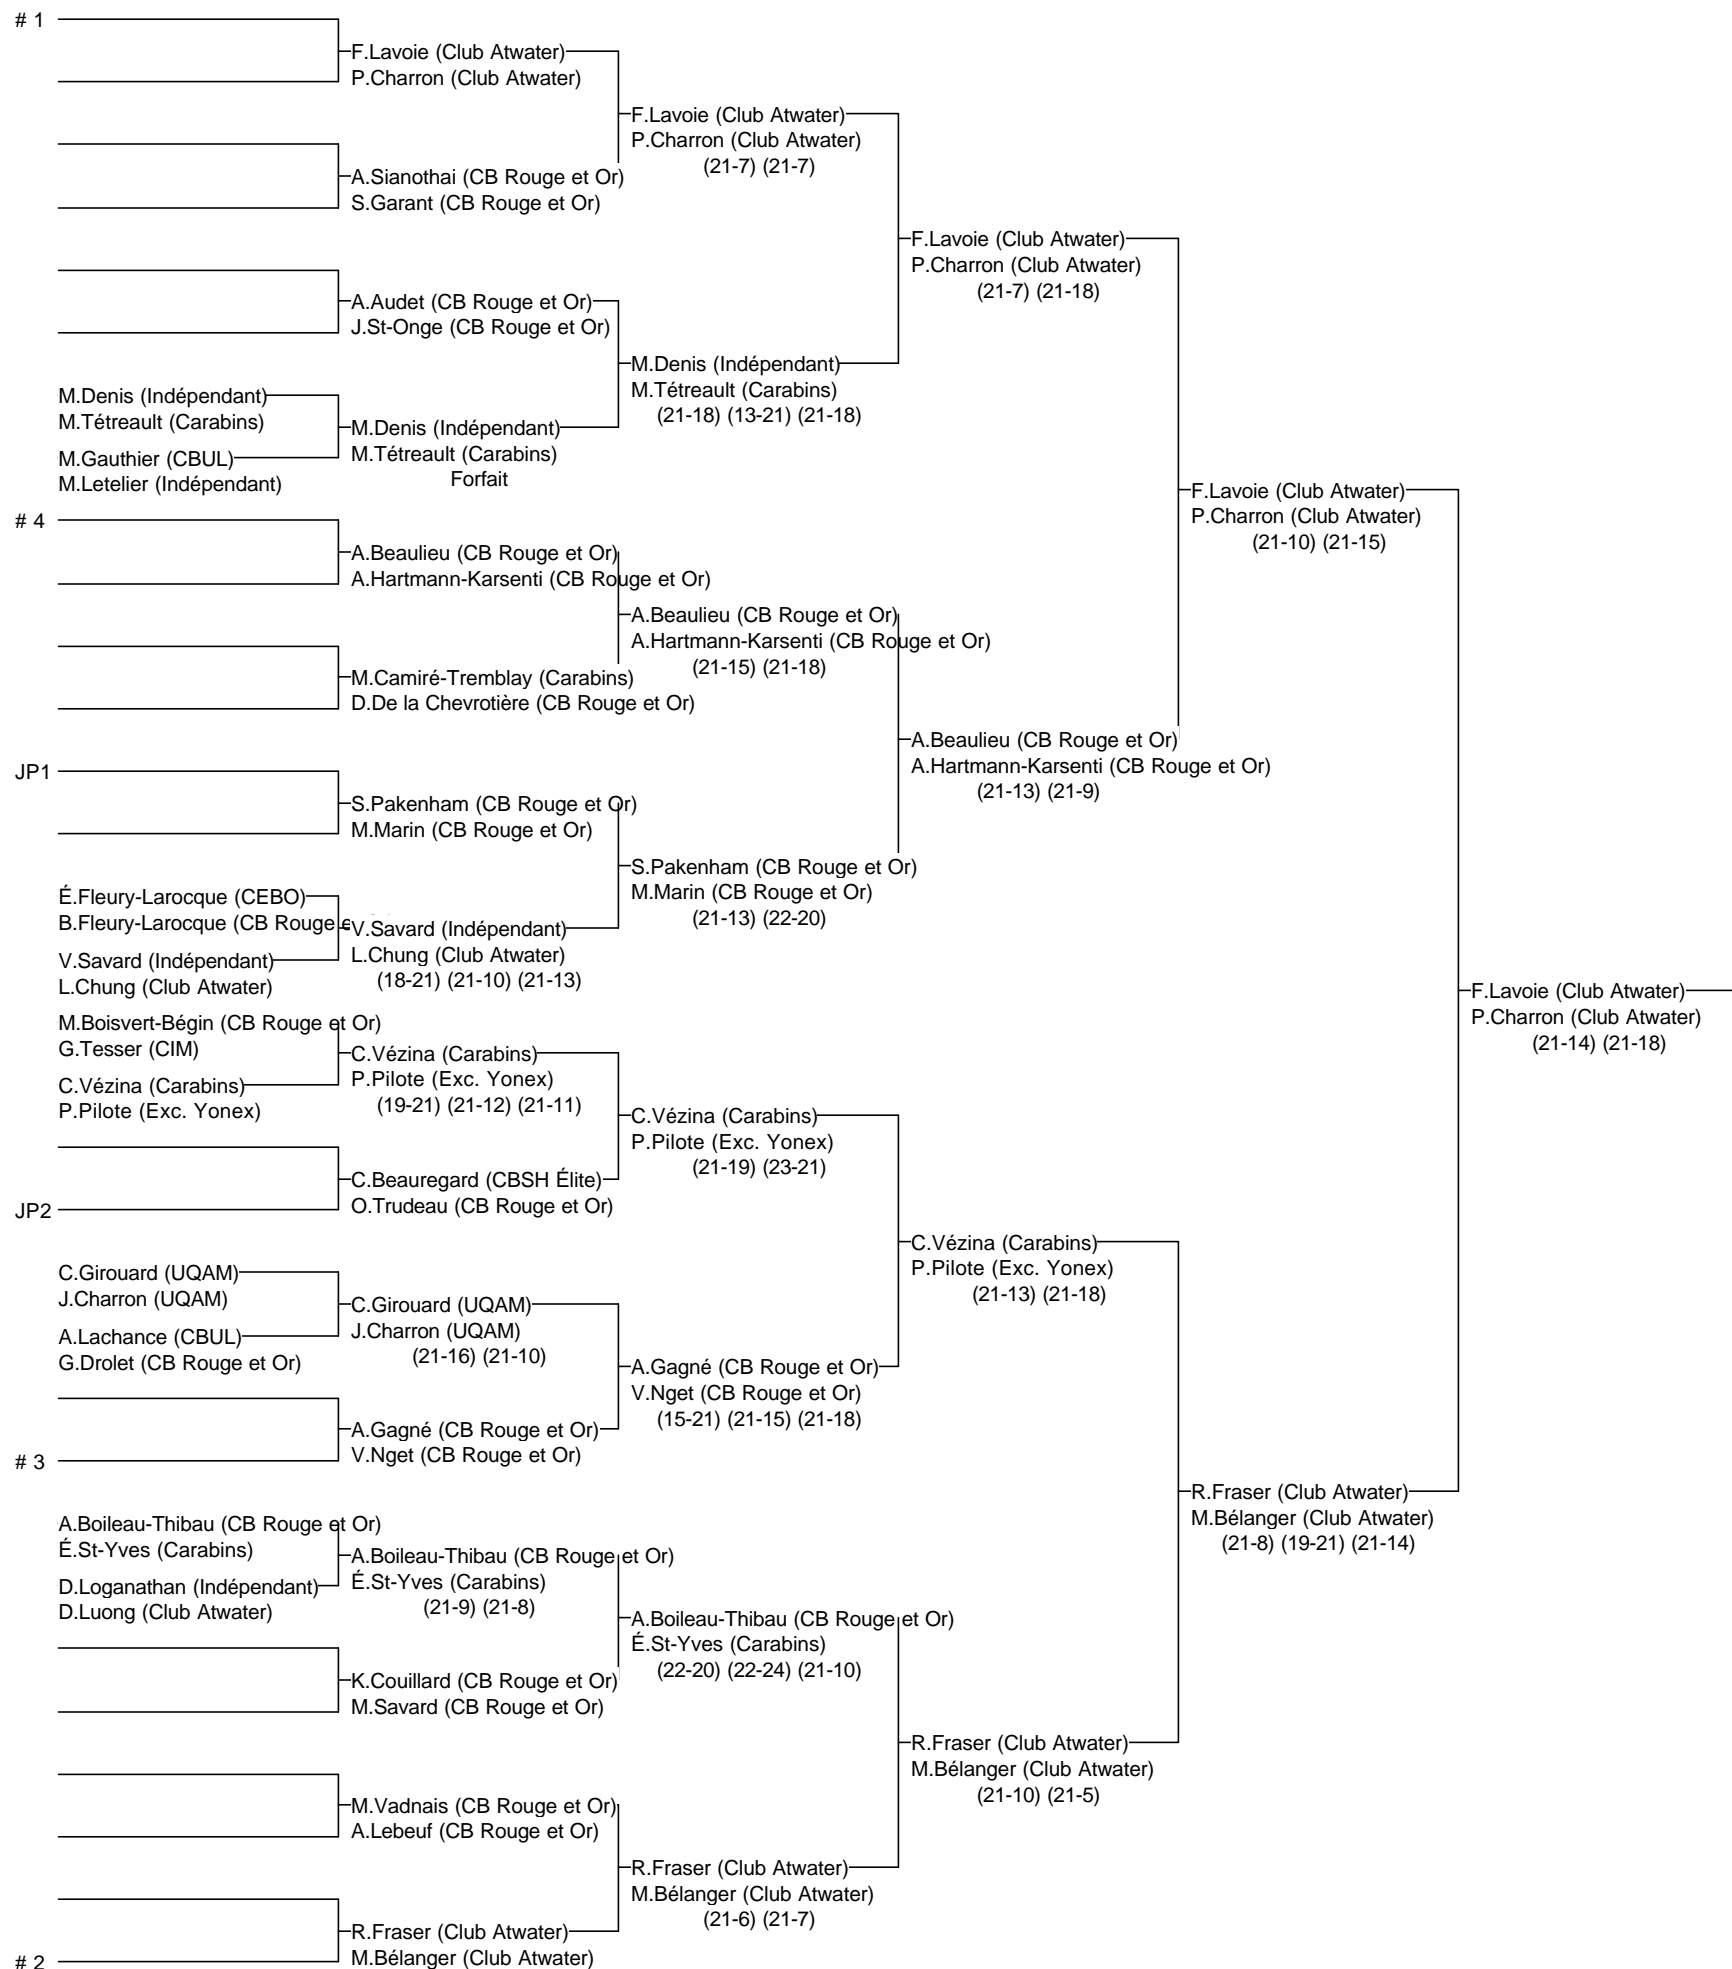 # 1
F.Lavoie (Club Atwater)
P.Charron (Club Atwater)
F.Lavoie (Club Atwater)
P.Charron (Club Atwater)
(21-7) (21-7)
A.Sianothai (CB Rouge et Or)
S.Garant (CB Rouge et Or)
F.Lavoie (Club Atwater)
P.Charron (Club Atwater)
(21-7) (21-18)
A.Audet (CB Rouge et Or)
J.St-Onge (CB Rouge et Or)
M.Denis (Indépendant)
M.Tétreault (Carabins)
(21-18) (13-21) (21-18)
M.Denis (Indépendant)
M.Tétreault (Carabins)
M.Denis (Indépendant)
M.Tétreault (Carabins)
Forfait
M.Gauthier (CBUL)
M.Letelier (Indépendant)
F.Lavoie (Club Atwater)
P.Charron (Club Atwater)
(21-10) (21-15)
# 4
A.Beaulieu (CB Rouge et Or)
A.Hartmann-Karsenti (CB Rouge et Or)
A.Beaulieu (CB Rouge et Or)
A.Hartmann-Karsenti (CB Rouge et Or)
(21-15) (21-18)
M.Camiré-Tremblay (Carabins)
D.De la Chevrotière (CB Rouge et Or)
A.Beaulieu (CB Rouge et Or)
A.Hartmann-Karsenti (CB Rouge et Or)
(21-13) (21-9)
JP1
S.Pakenham (CB Rouge et Or)
M.Marin (CB Rouge et Or)
S.Pakenham (CB Rouge et Or)
M.Marin (CB Rouge et Or)
(21-13) (22-20)
É.Fleury-Larocque (CEBO)
B.Fleury-Larocque (CB Rouge
V.Savard (Indépendant)
L.Chung (Club Atwater)
(18-21) (21-10) (21-13)
V.Savard (Indépendant)
L.Chung (Club Atwater)
F.Lavoie (Club Atwater)
P.Charron (Club Atwater)
(21-14) (21-18)
M.Boisvert-Bégin (CB Rouge et Or)
G.Tesser (CIM)
C.Vézina (Carabins)
P.Pilote (Exc. Yonex)
(19-21) (21-12) (21-11)
C.Vézina (Carabins)
P.Pilote (Exc. Yonex)
C.Vézina (Carabins)
P.Pilote (Exc. Yonex)
(21-19) (23-21)
C.Beauregard (CBSH Élite)
O.Trudeau (CB Rouge et Or)
JP2
C.Vézina (Carabins)
P.Pilote (Exc. Yonex)
(21-13) (21-18)
C.Girouard (UQAM)
J.Charron (UQAM)
C.Girouard (UQAM)
J.Charron (UQAM)
(21-16) (21-10)
A.Lachance (CBUL)
G.Drolet (CB Rouge et Or)
A.Gagné (CB Rouge et Or)
V.Nget (CB Rouge et Or)
(15-21) (21-15) (21-18)
A.Gagné (CB Rouge et Or)
V.Nget (CB Rouge et Or)
# 3
R.Fraser (Club Atwater)
M.Bélanger (Club Atwater)
(21-8) (19-21) (21-14)
A.Boileau-Thibau (CB Rouge et Or)
É.St-Yves (Carabins)
A.Boileau-Thibau (CB Rouge et Or)
É.St-Yves (Carabins)
(21-9) (21-8)
D.Loganathan (Indépendant)
D.Luong (Club Atwater)
A.Boileau-Thibau (CB Rouge et Or)
É.St-Yves (Carabins)
(22-20) (22-24) (21-10)
K.Couillard (CB Rouge et Or)
M.Savard (CB Rouge et Or)
R.Fraser (Club Atwater)
M.Bélanger (Club Atwater)
(21-10) (21-5)
M.Vadnais (CB Rouge et Or)
A.Lebeuf (CB Rouge et Or)
R.Fraser (Club Atwater)
M.Bélanger (Club Atwater)
(21-6) (21-7)
R.Fraser (Club Atwater)
M.Bélanger (Club Atwater)
# 2